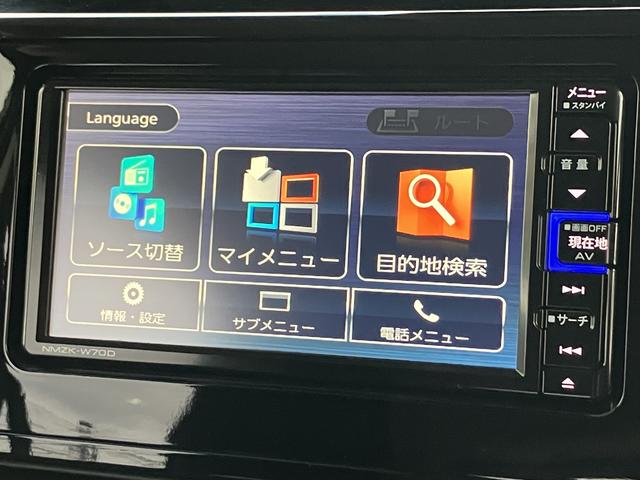 Language
ルート
ソース切替
マイメニュー
目的地検索
情報・設定
サブメニュー
電話メニュー
NMZK-W70D
メニュー
スタンバイ
音量
画面OFF
現在地
AV
サーチ